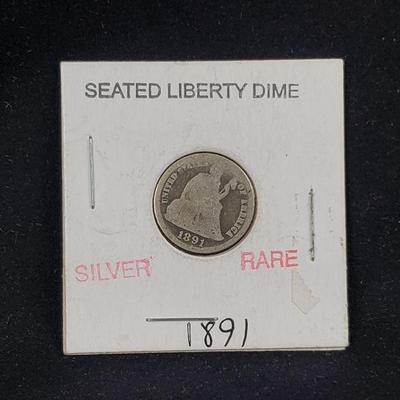 SEATED LIBERTY DIME
UNITED STATES OF AMERICA
1891
SILVER RARE
1891